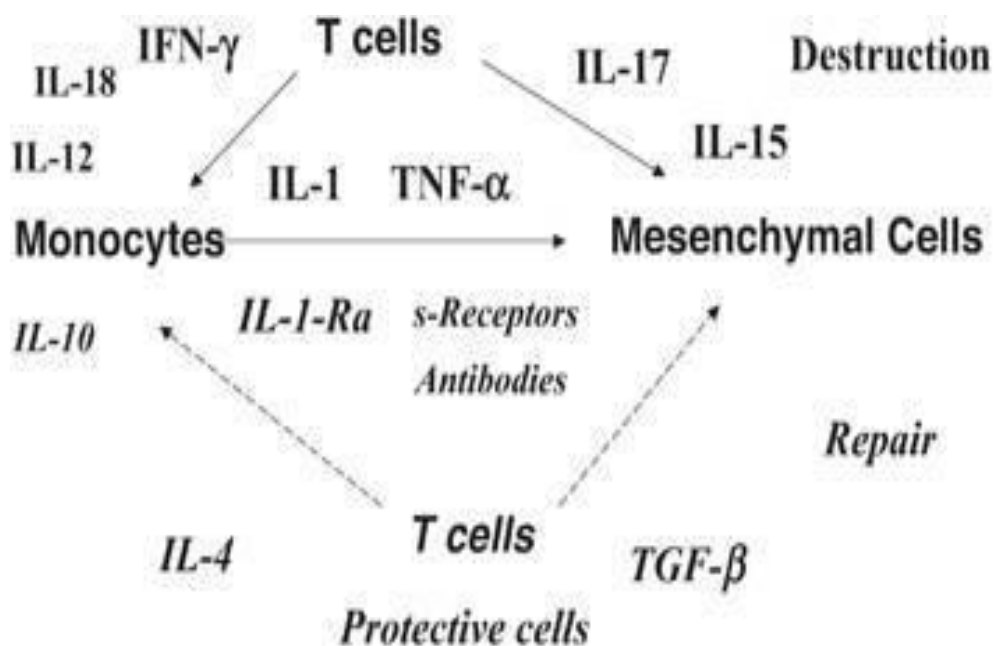 T cells
IFN-γ
IL-17
Destruction
IL-18
IL-12
IL-15
IL-1
TNF-α
Monocytes
Mesenchymal Cells
IL-1-Ra
s-Receptors
IL-10
Antibodies
Repair
T cells
IL-4
TGF-β
Protective cells